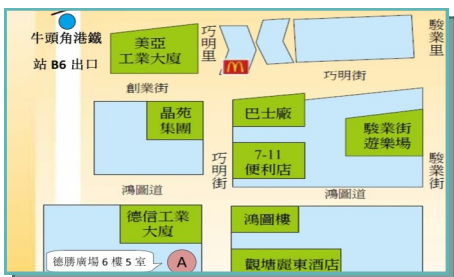 牛頭角港鐵
站 B6 出口
美亞
工業大廈
巧明里
駿業里
巧明街
創業街
晶苑
集團
巴士廠
駿業街
遊樂場
7-11
便利店
巧明街
駿業街
鴻圖道
鴻圖道
德信工業
大廈
鴻圖樓
德勝廣場 6 樓 5 室
A
觀塘麗東酒店